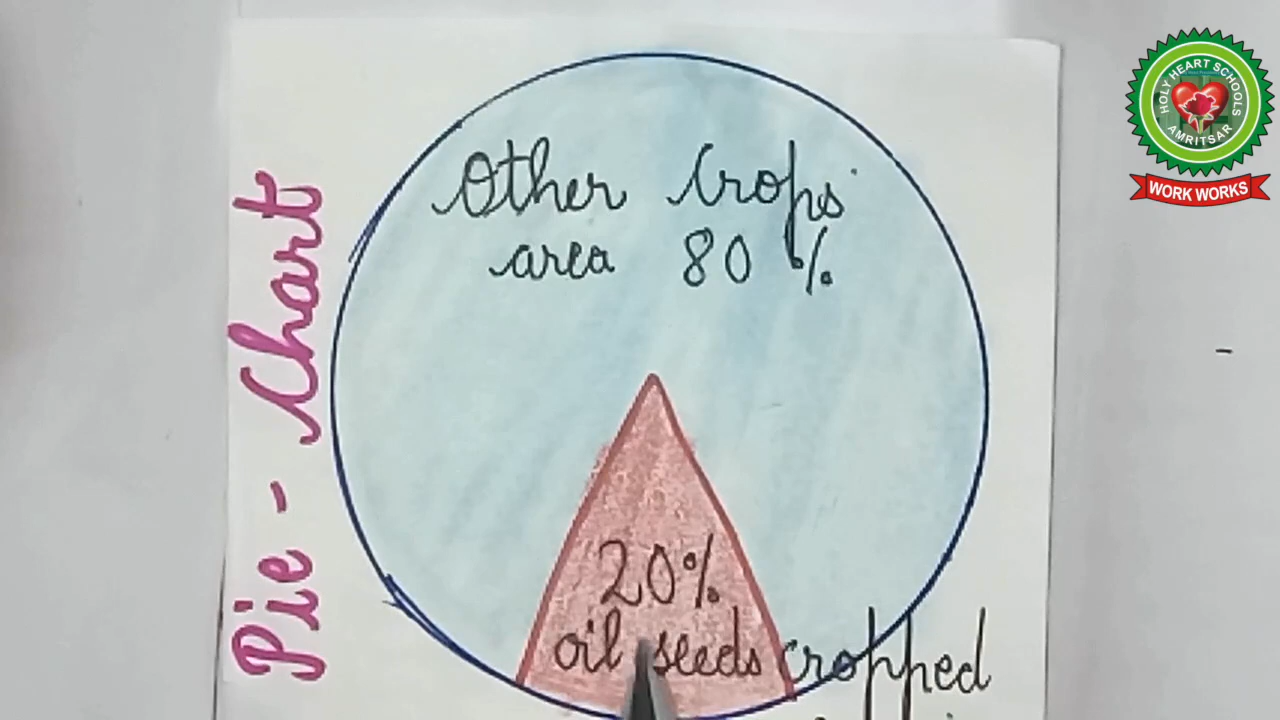 Pie - Chart
Other Crops
area 80%
20%
oil seeds cropped
HOLY HEART SCHOOLS
AMRITSAR
WORK WORKS